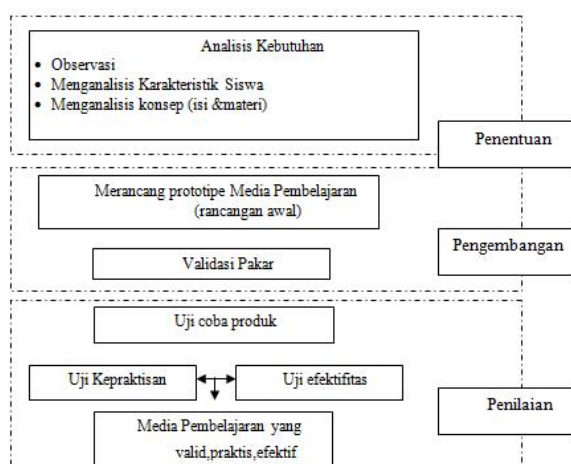 Analisis Kebutuhan
• Observasi
• Menganalisis Karakteristik Siswa
• Menganalisis konsep (isi &materi)
Penentuan
Merancang prototipe Media Pembelajaran
(rancangan awal)
Validasi Pakar
Pengembangan
Uji coba produk
Uji Kepraktisan
Uji efektifitas
Media Pembelajaran yang
valid,praktis,efektif
Penilaian